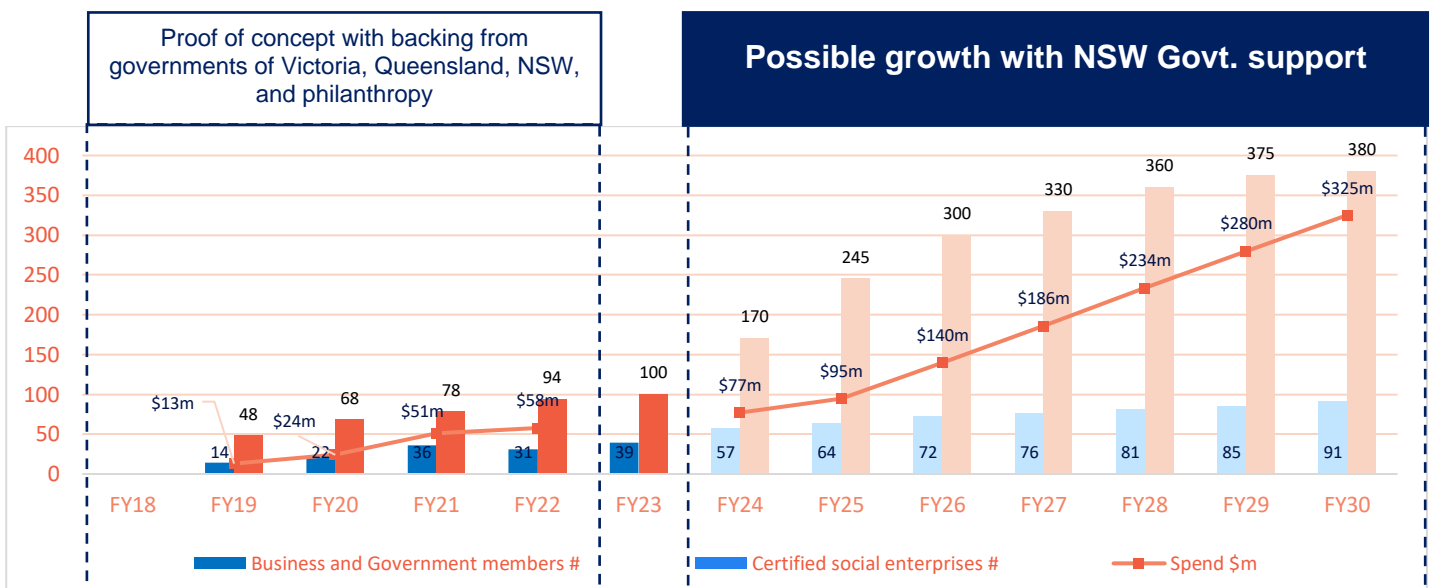 Proof of concept with backing from
governments of Victoria, Queensland, NSW,
and philanthropy
Possible growth with NSW Govt. support
400
350
300
250
200
150
100
50
0
$13m
14
48
$24m
22
68
$51m
36
78
$58m
31
94
39
100
$77m
57
170
$95m
64
245
$140m
72
300
$186m
76
330
$234m
81
360
$280m
85
375
$325m
91
380
FY18 FY19 FY20 FY21 FY22 FY23 FY24 FY25 FY26 FY27 FY28 FY29 FY30
Business and Government members # Certified social enterprises # Spend $m